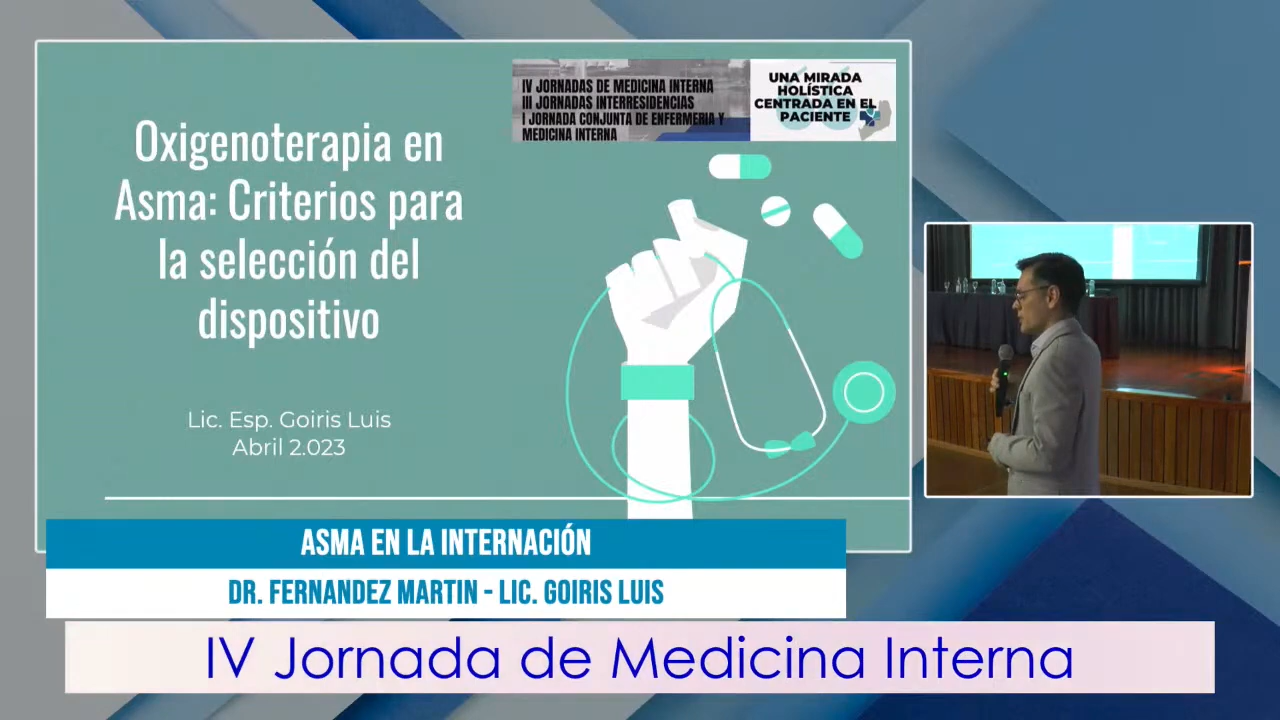 IV JORNADAS DE MEDICINA INTERNA
III JORNADAS INTERRESIDENCIAS
I JORNADA CONJUNTA DE ENFERMERIA Y
MEDICINA INTERNA
UNA MIRADA
HOLÍSTICA
CENTRADA EN EL
PACIENTE
Oxigenoterapia en
Asma: Criterios para
la selección del
dispositivo
Lic. Esp. Goiris Luis
Abril 2.023
ASMA EN LA INTERNACIÓN
DR. FERNANDEZ MARTIN - LIC. GOIRIS LUIS
IV Jornada de Medicina Interna